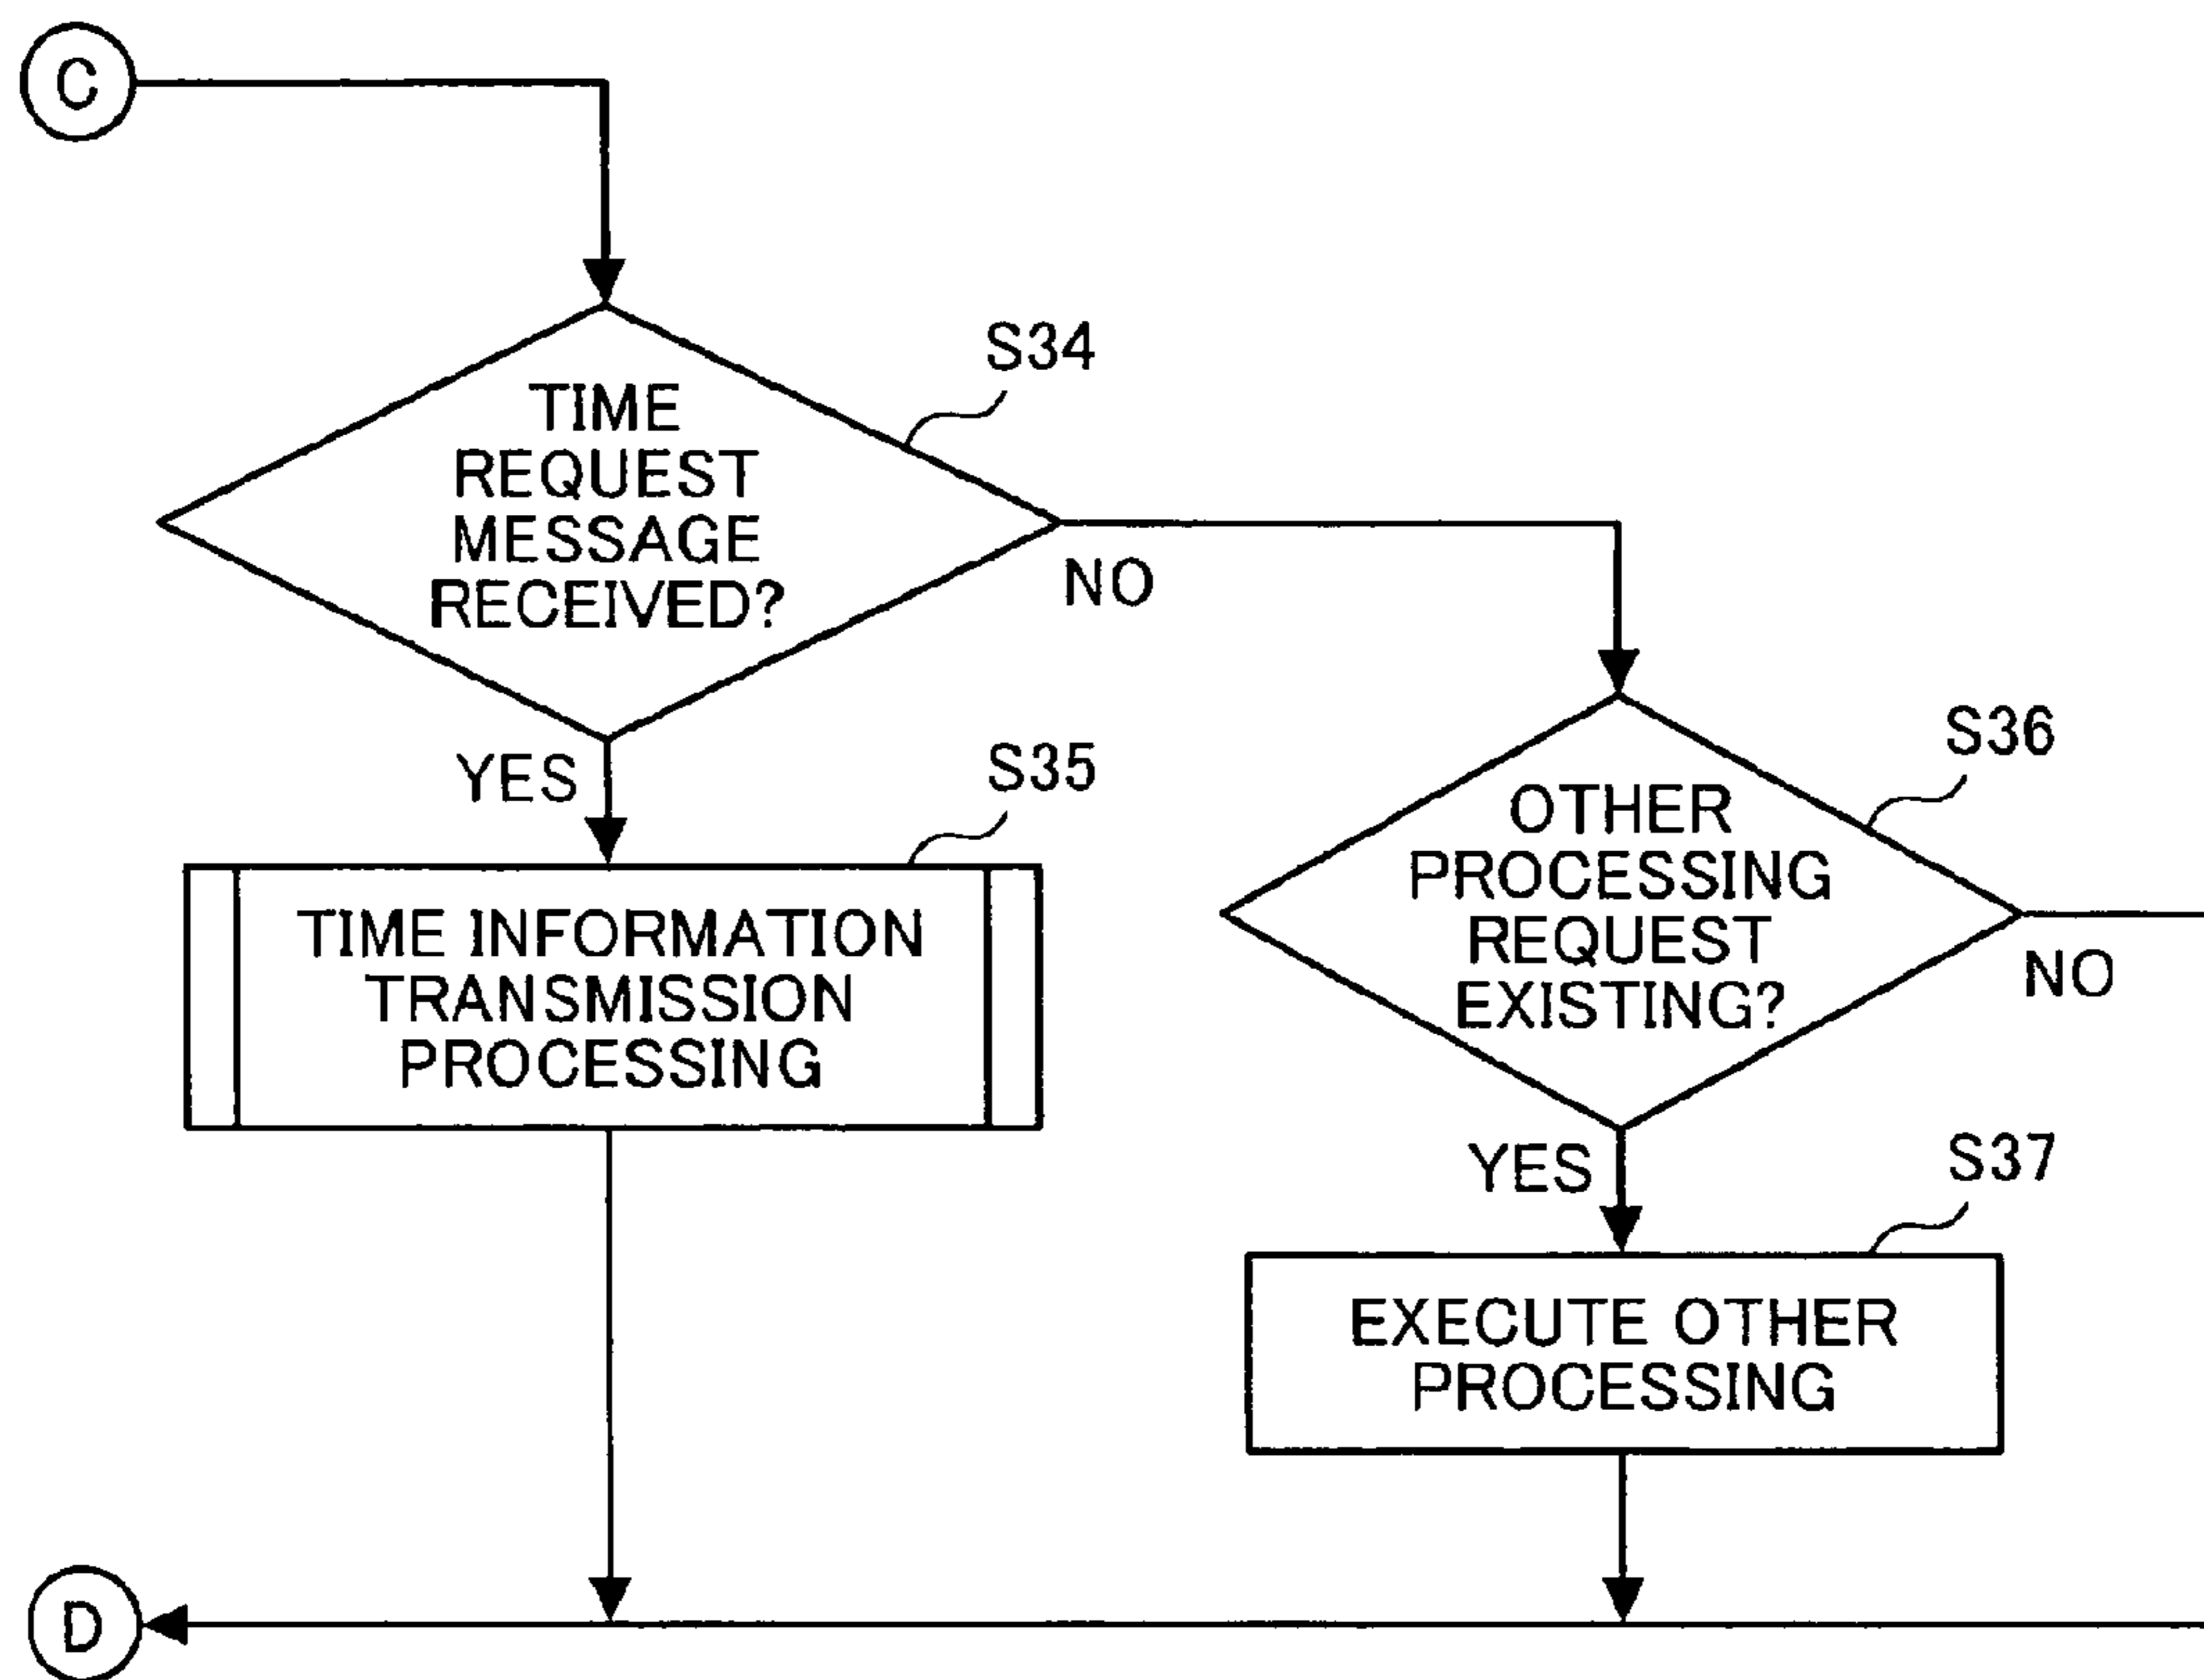 C
S34
TIME
REQUEST
MESSAGE
RECEIVED?
NO
YES
S35
TIME INFORMATION
TRANSMISSION
PROCESSING
S36
OTHER
PROCESSING
REQUEST
EXISTING?
NO
YES
S37
EXECUTE OTHER
PROCESSING
D